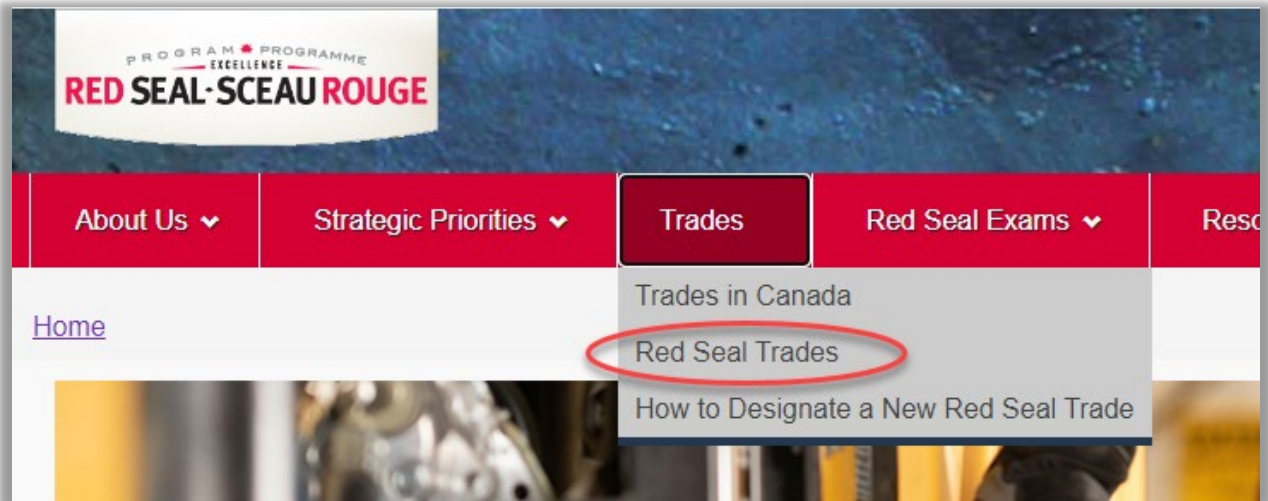 PROGRAM PROGRAMME
EXCELLENCE
RED SEAL·SCEAU ROUGE
About Us
Strategic Priorities
Trades
Red Seal Exams
Reso
Home
Trades in Canada
Red Seal Trades
How to Designate a New Red Seal Trade